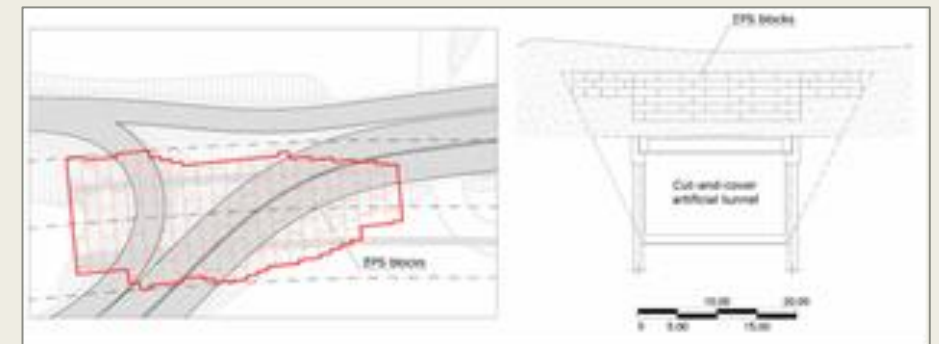 EPS blocks
EPS blocks
Cut-and-cover
artificial tunnel
10.00 20.00
0 5.00 15.00